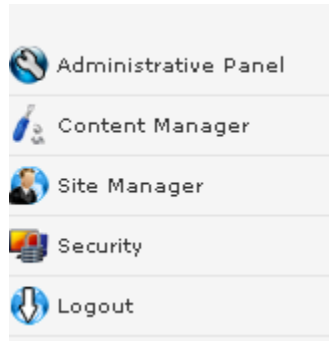 Administrative Panel
Content Manager
Site Manager
Security
Logout